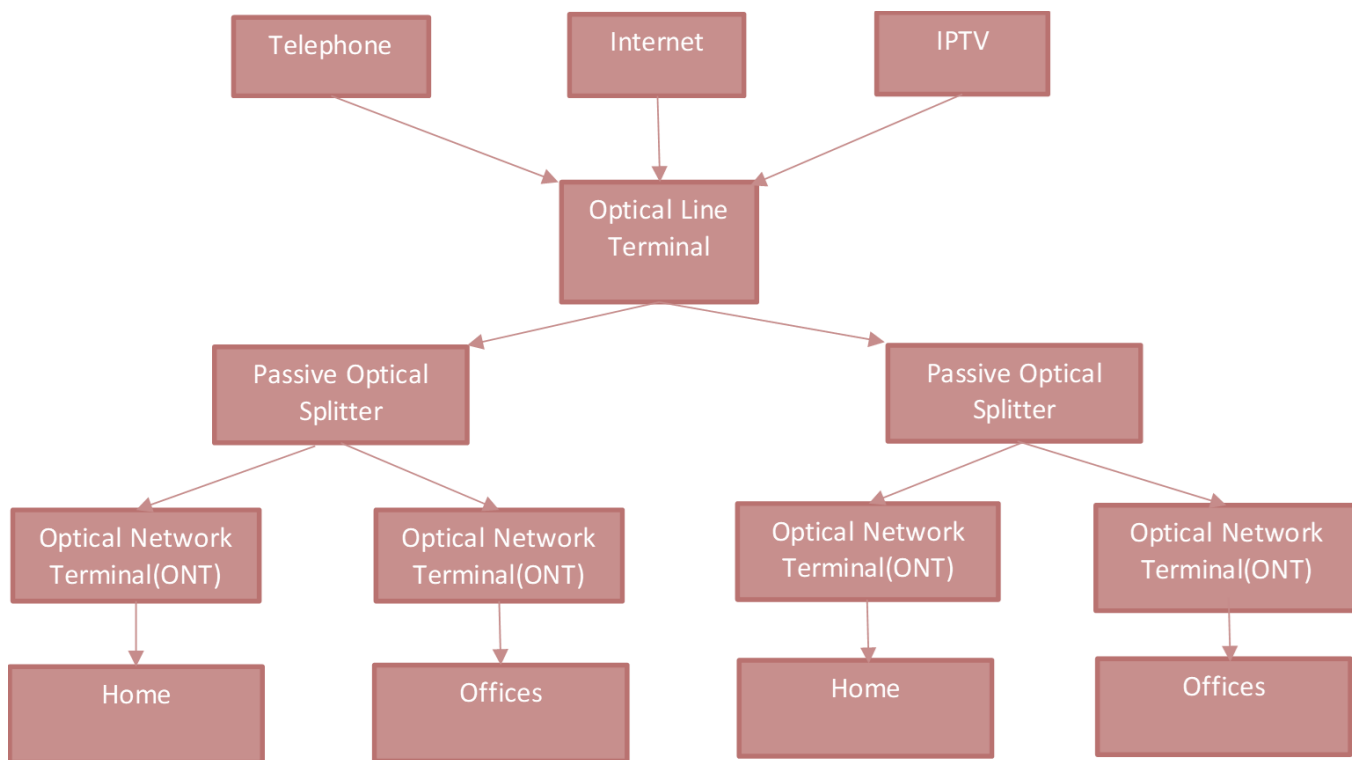 Telephone
Internet
IPTV
Optical Line
Terminal
Passive Optical
Splitter
Passive Optical
Splitter
Optical Network
Terminal(ONT)
Optical Network
Terminal(ONT)
Optical Network
Terminal(ONT)
Optical Network
Terminal(ONT)
Home
Offices
Home
Offices